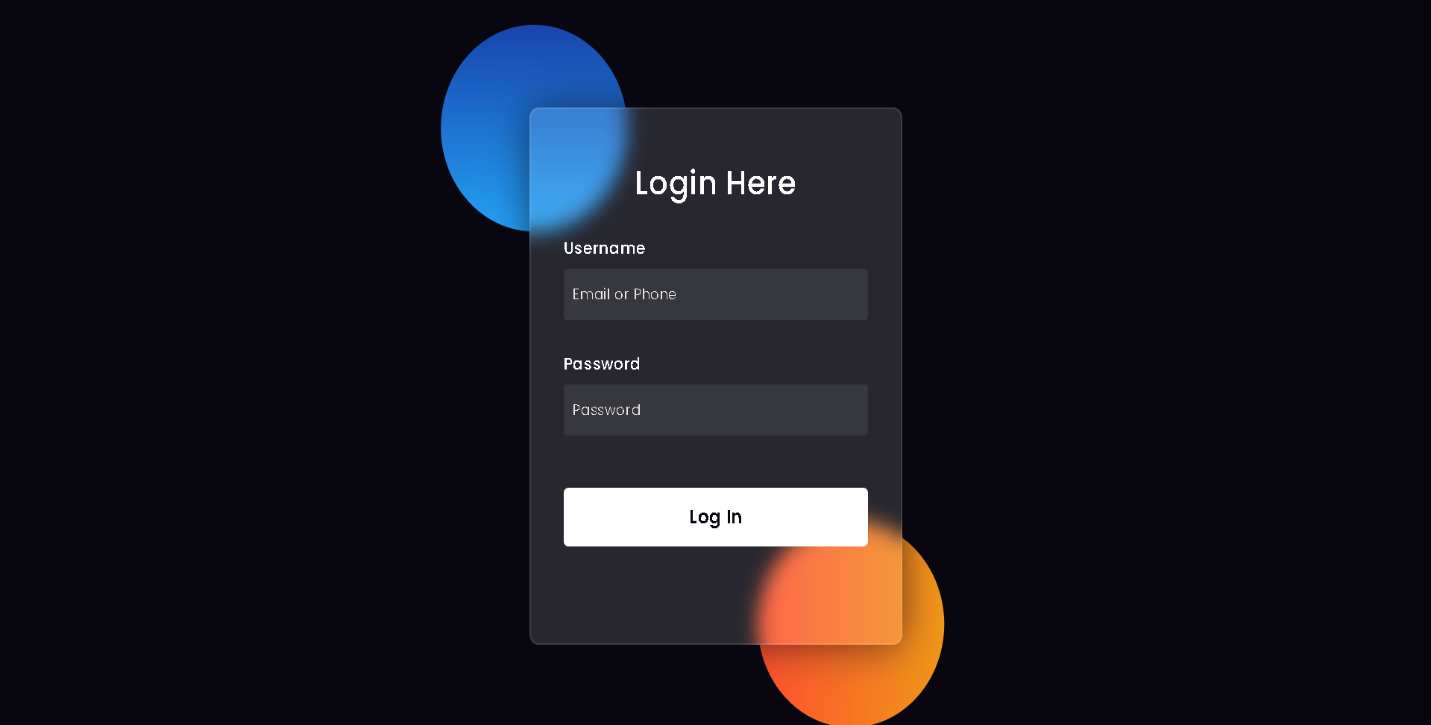 Login Here
Username
Email or Phone
Password
Password
Log In